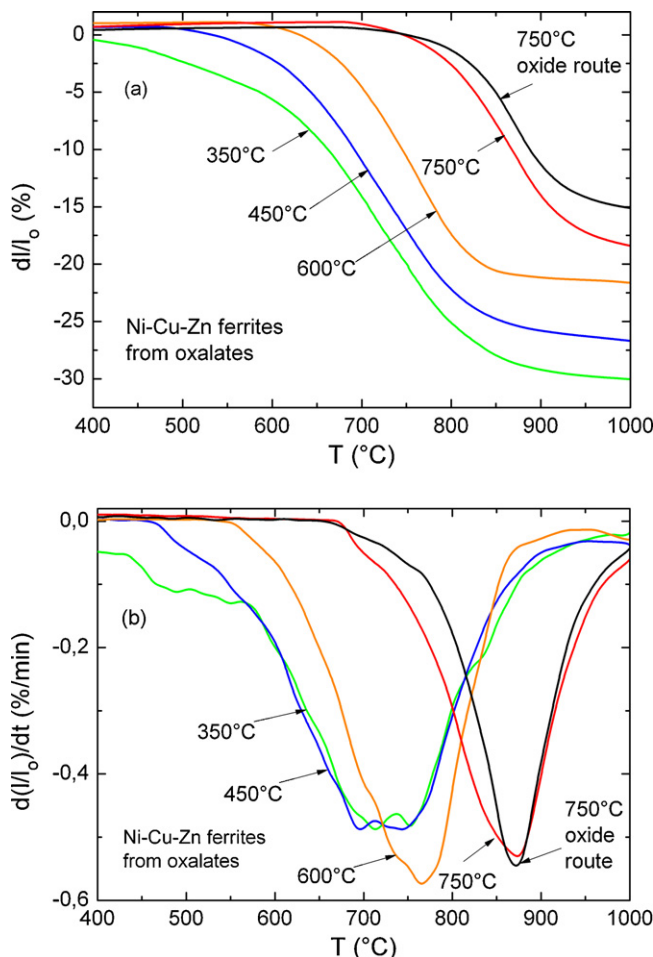 0
-5
-10
-15
-20
-25
-30
dl/l₀ (%)
(a)
750°C
oxide route
350°C
450°C
750°C
600°C
Ni-Cu-Zn ferrites
from oxalates
400 500 600 700 800 900 1000
T (°C)
0,0
-0,2
-0,4
-0,6
d(l/l₀)/dt (%/min)
(b)
350°C
450°C
600°C
750°C
750°C
oxide
route
Ni-Cu-Zn ferrites
from oxalates
400 500 600 700 800 900 1000
T (°C)